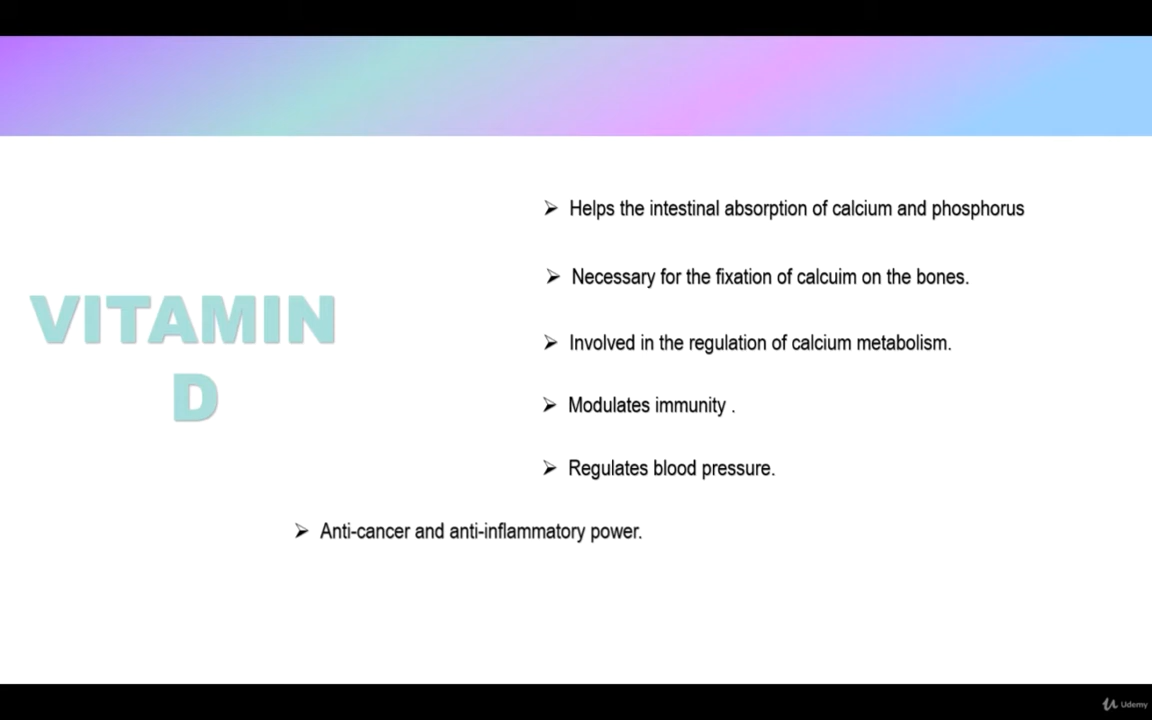 Helps the intestinal absorption of calcium and phosphorus
Necessary for the fixation of calcuim on the bones.
VITAMIN
D
Involved in the regulation of calcium metabolism.
Modulates immunity .
Regulates blood pressure.
Anti-cancer and anti-inflammatory power.
Udemy